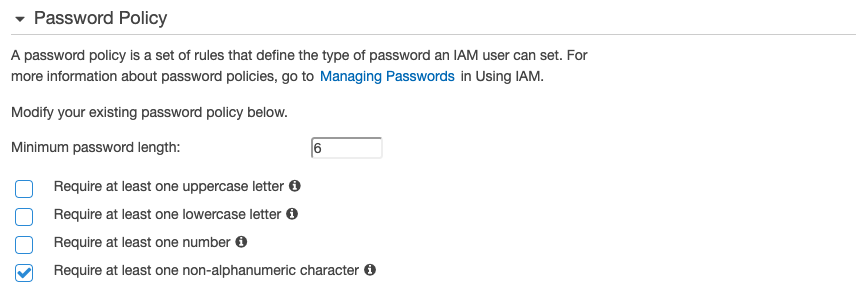 Password Policy
A password policy is a set of rules that define the type of password an IAM user can set. For
more information about password policies, go to Managing Passwords in Using IAM.
Modify your existing password policy below.
Minimum password length: 6
Require at least one uppercase letter
Require at least one lowercase letter
Require at least one number
Require at least one non-alphanumeric character